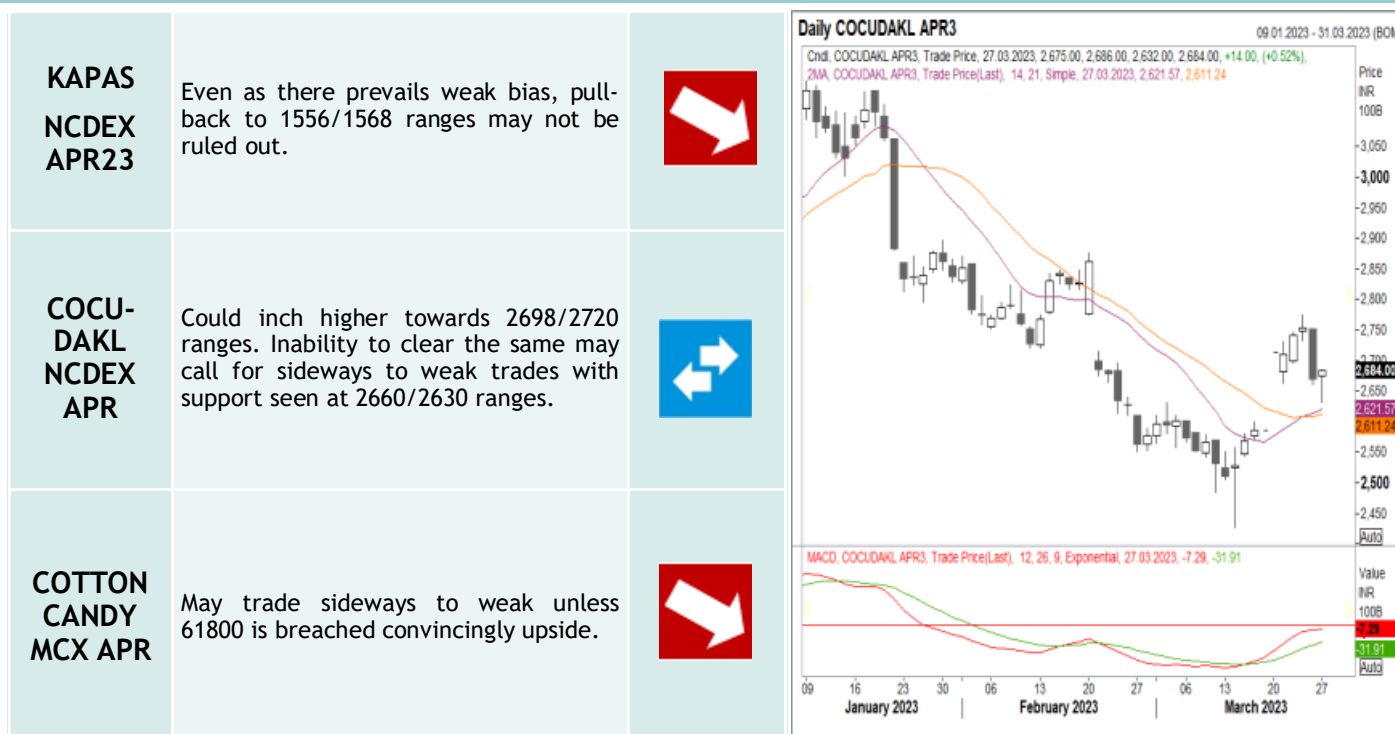 KAPAS
NCDEX
APR23
Even as there prevails weak bias, pull-
back to 1556/1568 ranges may not be
ruled out.
COCU-
DAKL
NCDEX
APR
Could inch higher towards 2698/2720
ranges. Inability to clear the same may
call for sideways to weak trades with
support seen at 2660/2630 ranges.
COTTON
CANDY
MCX APR
May trade sideways to weak unless
61800 is breached convincingly upside.
Daily COCUDAKL APR3
09.01.2023 - 31.03.2023 (BOM
Cndl, COCUDAKL APR3, Trade Price, 27.03.2023, 2,675.00, 2,686.00, 2,632.00, 2,684.00, +14.00, (+0.52%),
2MA, COCUDAKL APR3, Trade Price(Last), 14, 21, Simple, 27.03.2023, 2,621.57, 2,611.24
Price
INR
100B
3,050
3,000
2,950
2,900
2,850
2,800
2,750
2,700
2,684.00
2,650
2,621.57
2,611.24
2,550
2,500
2,450
Auto
MACD, COCUDAKL APR3, Trade Price(Last), 12, 26, 9, Exponential, 27.03.2023, -7.29, -31.91
Value
INR
100B
-7.29
-31.91
Auto
09 16 23 30 06 13 20 27 06 13 20 27
January 2023 February 2023 March 2023